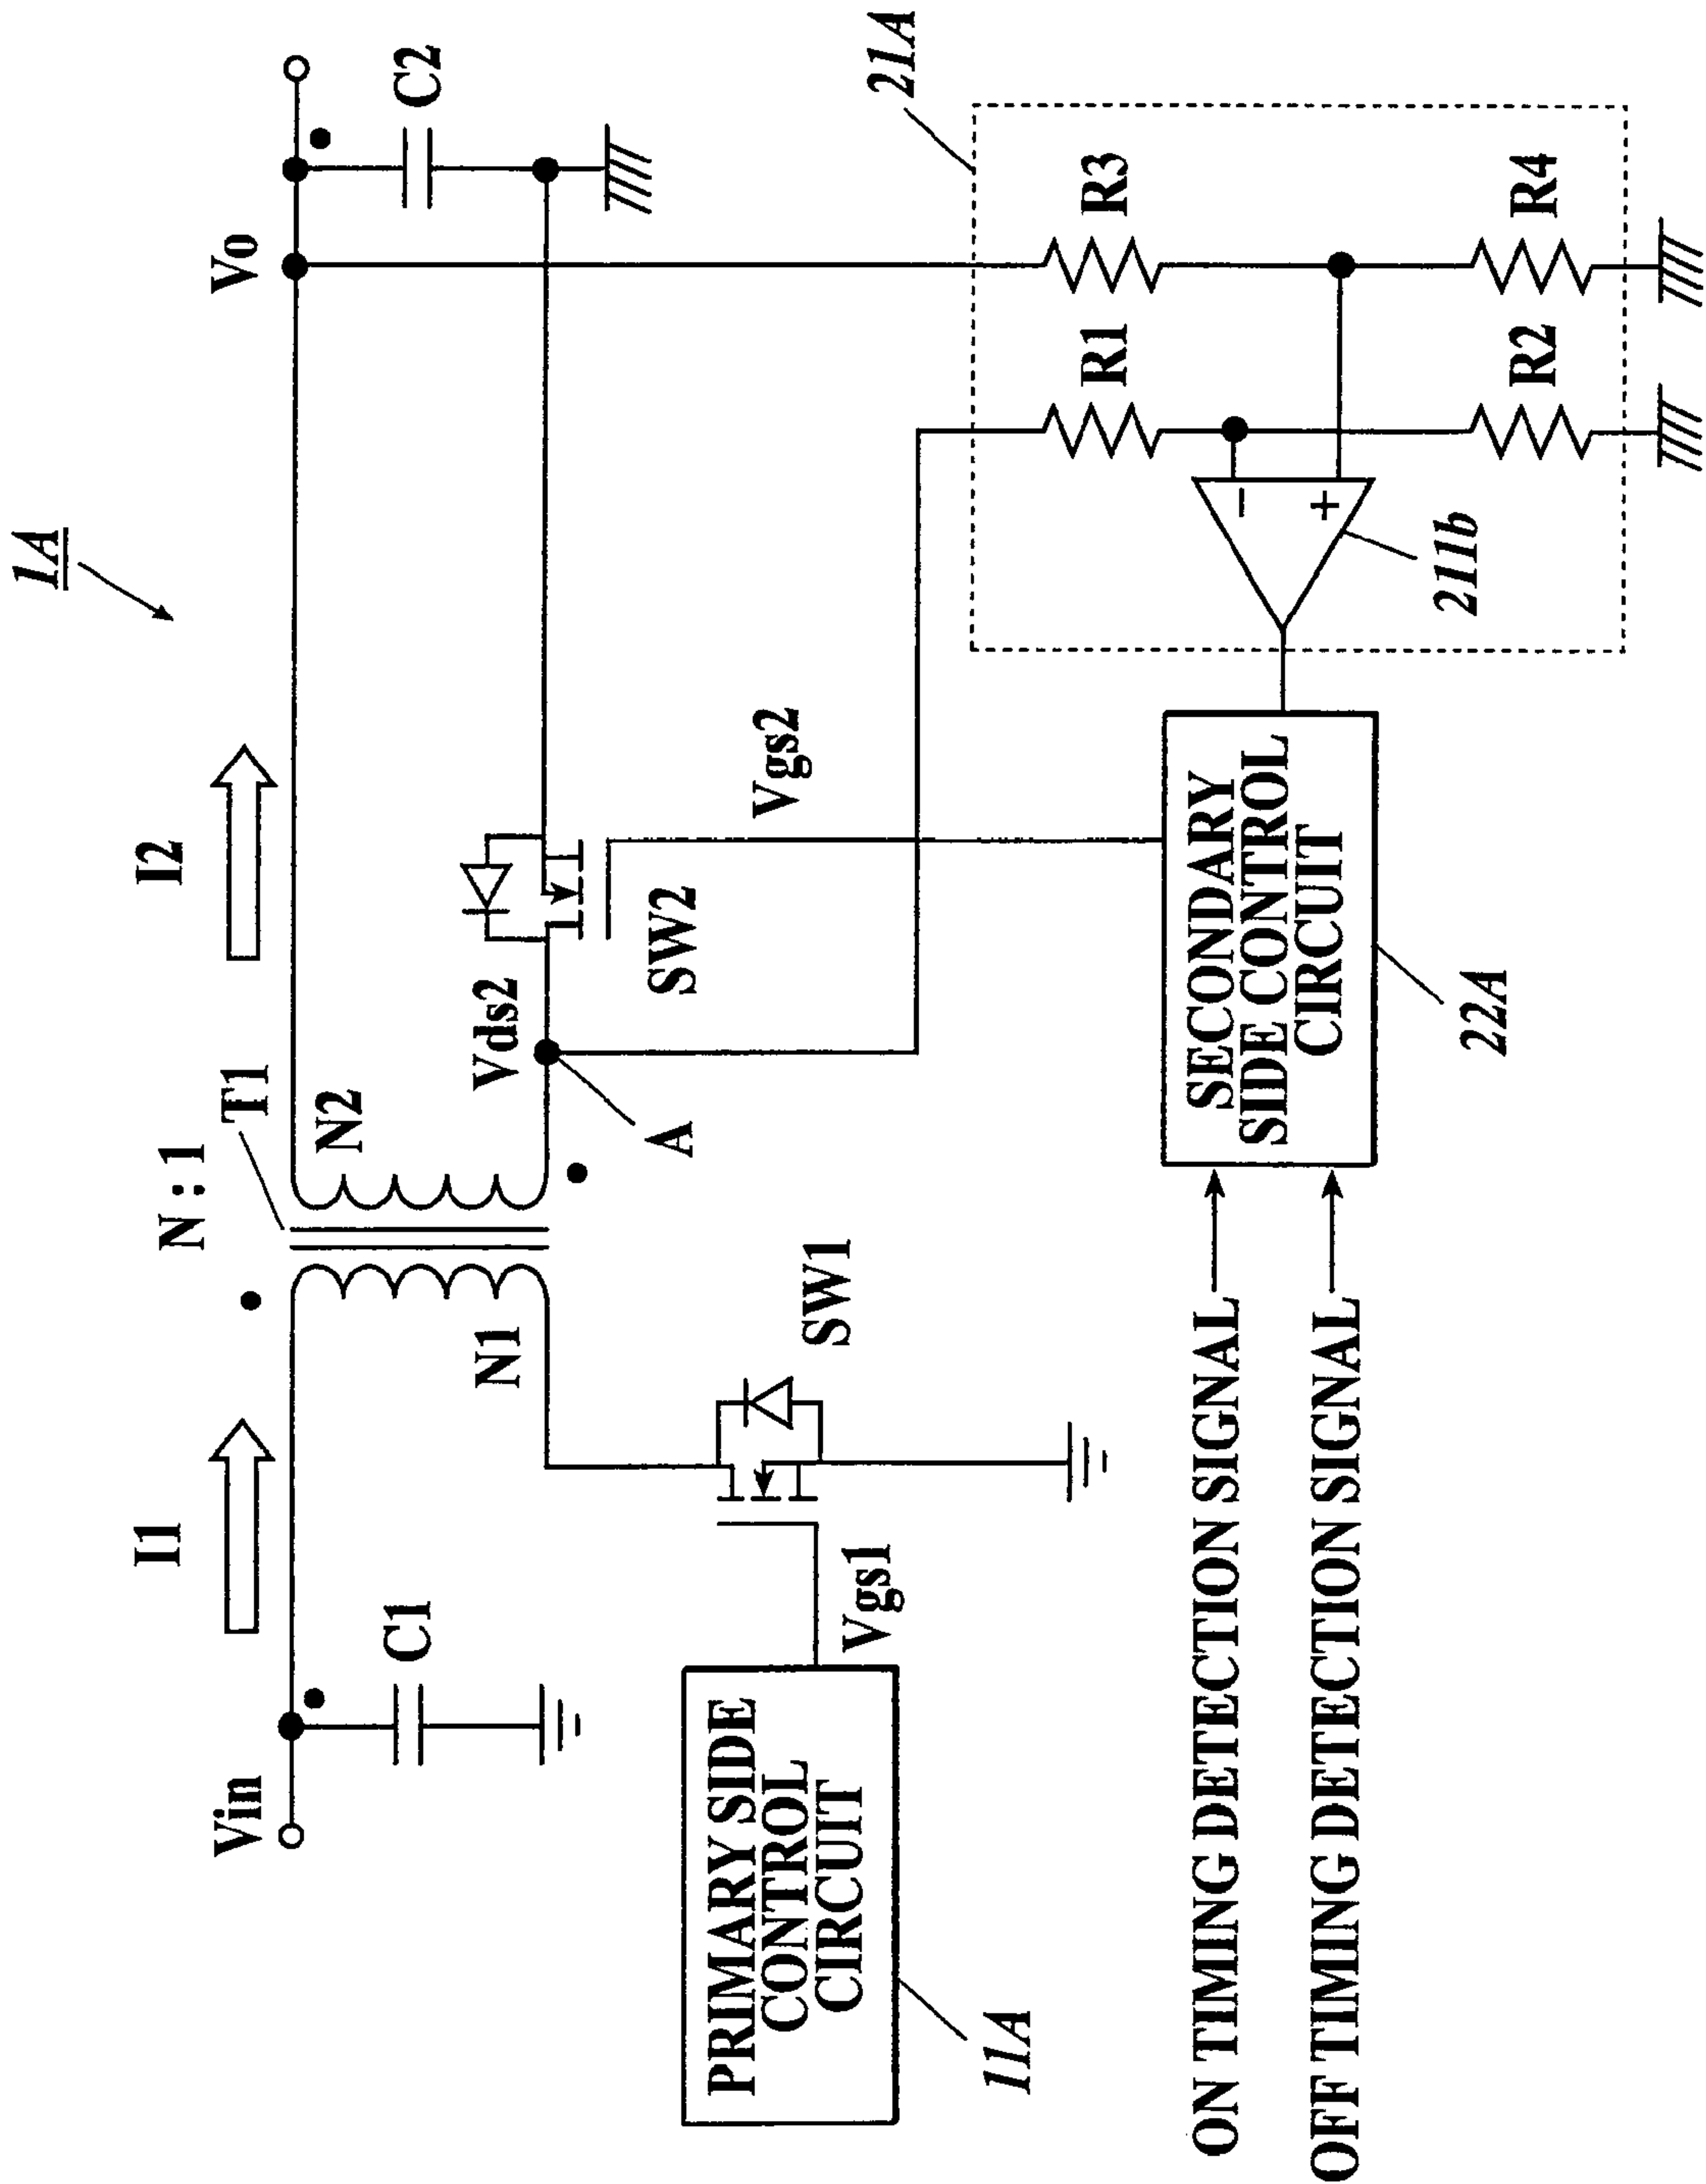 1A
I1
I2
N : 1
T1
Vin
Vo
C1
C2
N1
N2
Vds2
A
SW1
SW2
Vgs1
Vgs2
PRIMARY SIDE
CONTROL
CIRCUIT
11A
21A
R1
R3
R2
R4
-
+
211b
SECONDARY
SIDE CONTROL
CIRCUIT
22A
ON TIMING DETECTION SIGNAL
OFF TIMING DETECTION SIGNAL